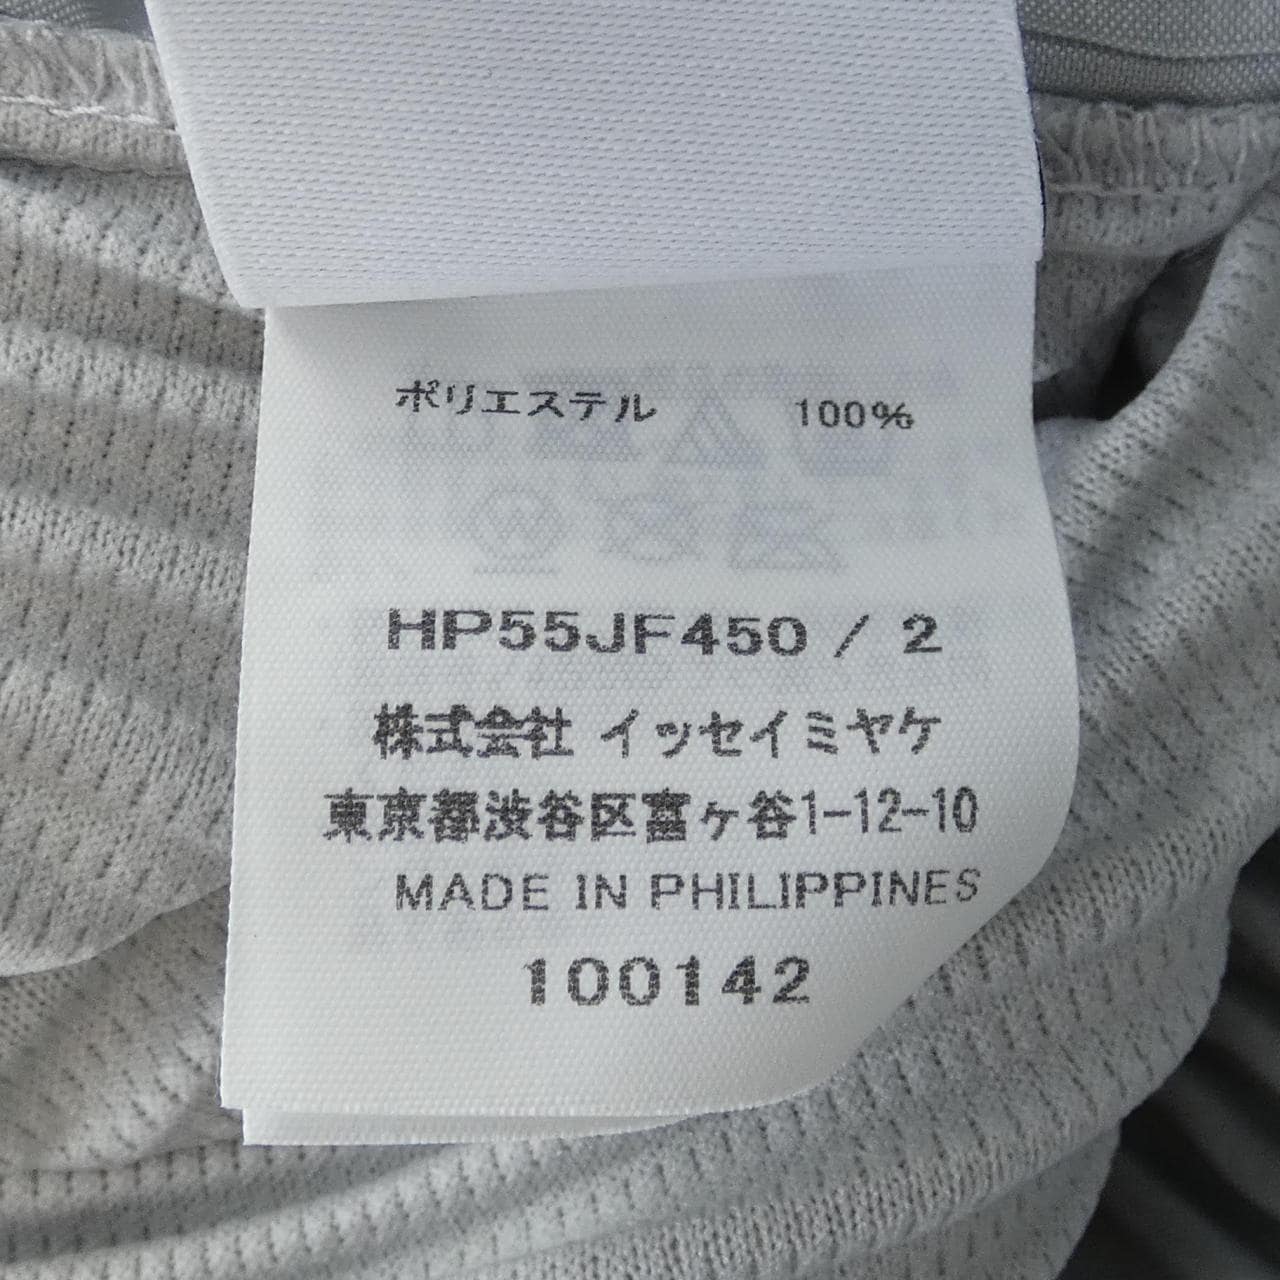 ポリエステル 100%
HP55JF450 / 2
株式会社 イッセイミヤケ
東京都渋谷区富ヶ谷1-12-10
MADE IN PHILIPPINES
100142